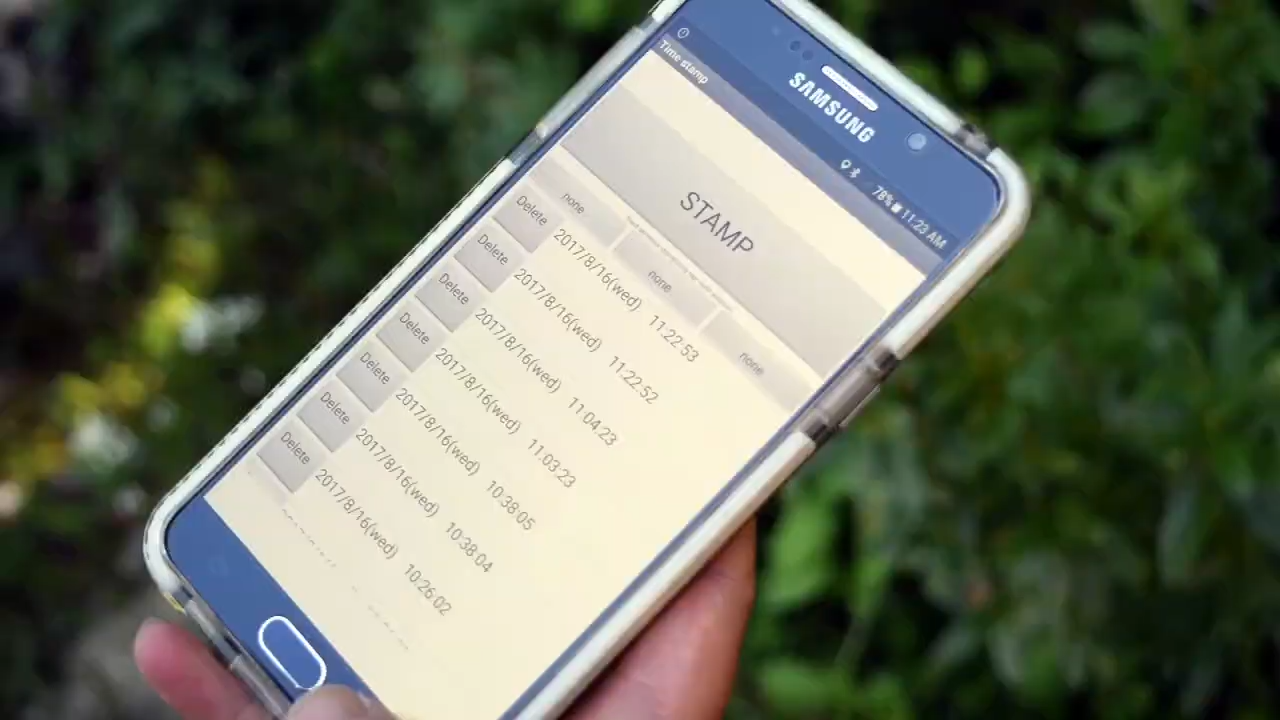 SAMSUNG
78% 11:23 AM
Time stamp
STAMP
none
none
none
Delete 2017/8/16(wed) 11:22:53
Delete 2017/8/16(wed) 11:22:52
Delete 2017/8/16(wed) 11:04:23
Delete 2017/8/16(wed) 11:03:23
Delete 2017/8/16(wed) 10:38:05
Delete 2017/8/16(wed) 10:38:04
Delete 2017/8/16(wed) 10:26:02